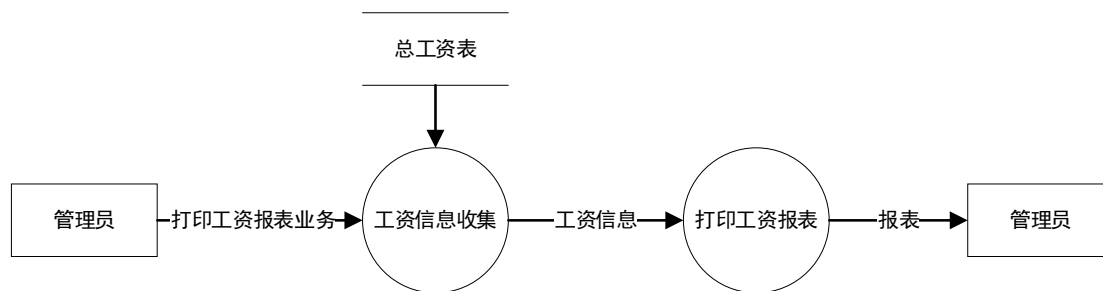 总工资表
管理员
打印工资报表业务
工资信息收集
工资信息
打印工资报表
报表
管理员